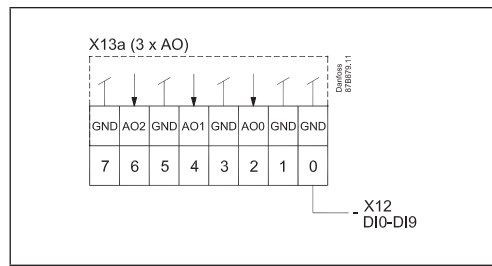 X13a (3 x AO)
Danfoss
87B879.11
GND AO2 GND AO1 GND AO0 GND GND
7 6 5 4 3 2 1 0
- X12
DI0-DI9